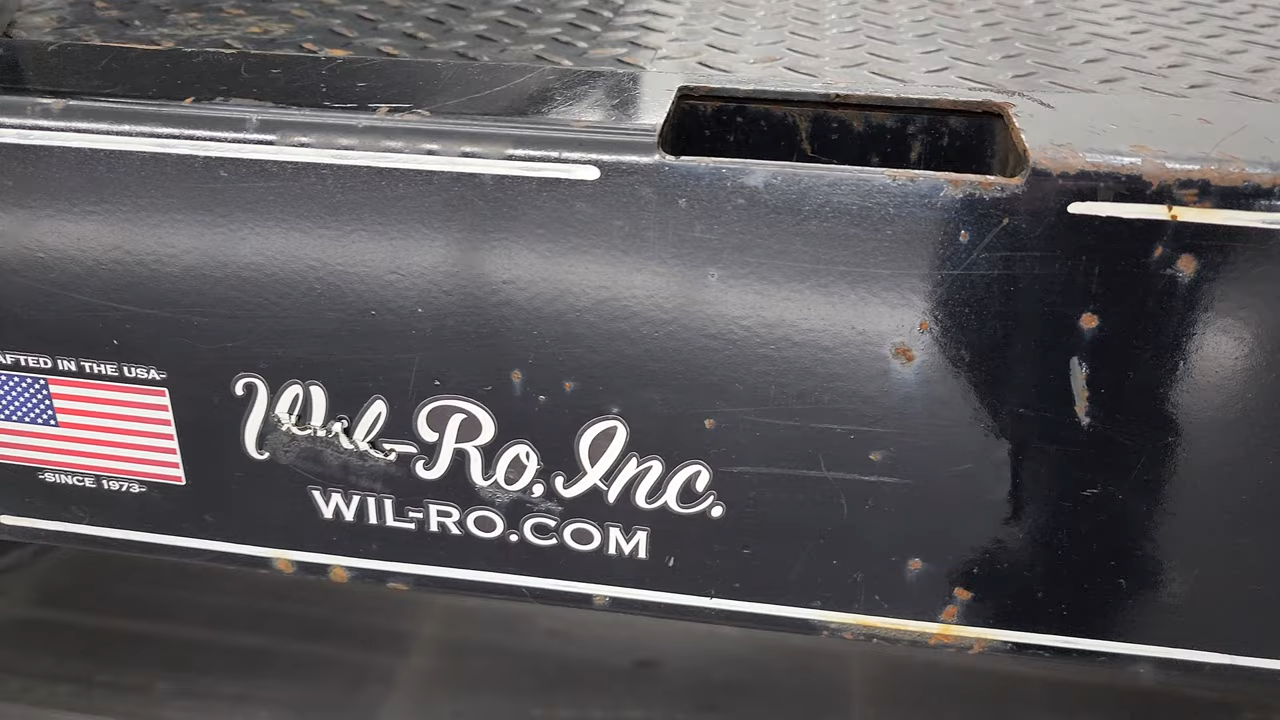 AFTED IN THE USA-
-SINCE 1973-
Wil-Ro, Inc.
WIL-RO.COM